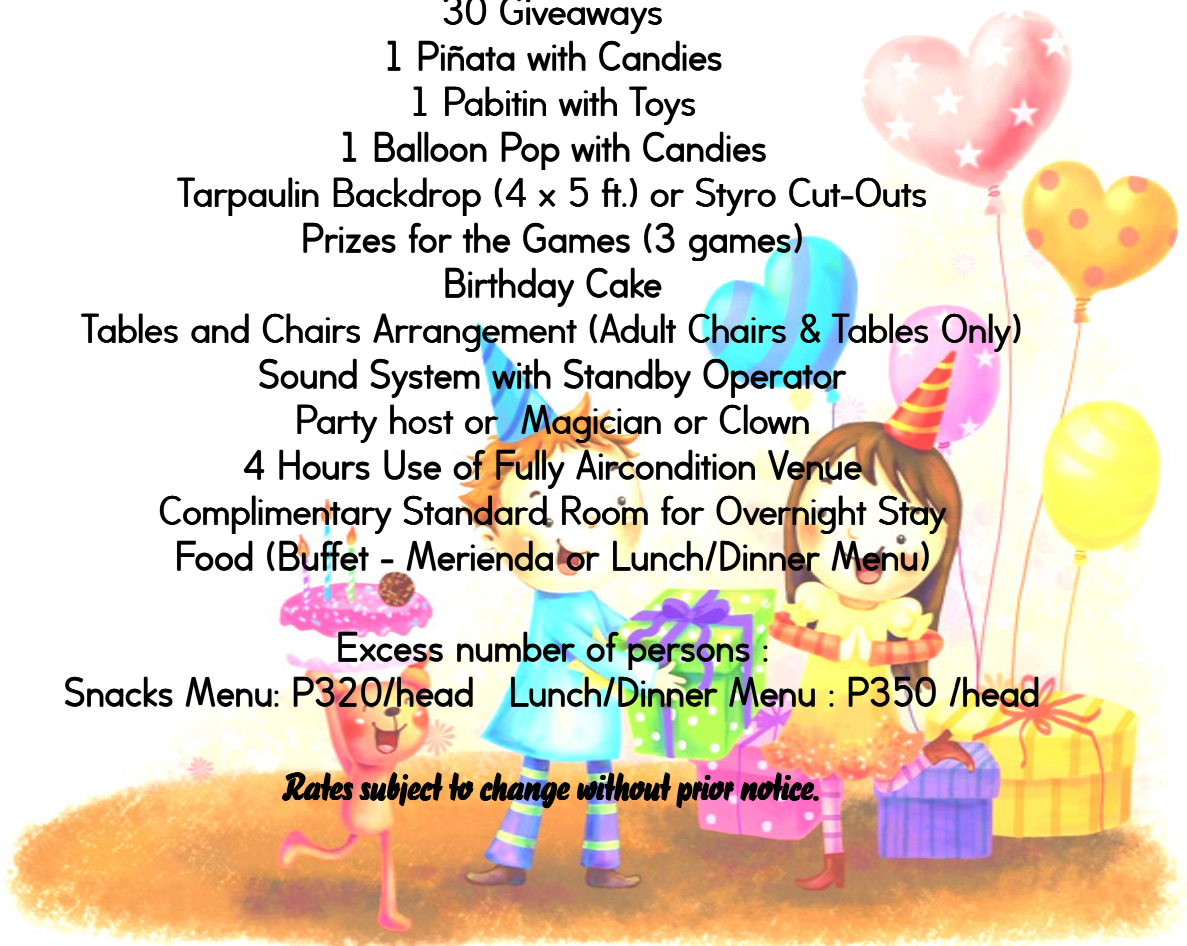 30 Giveaways
1 Piñata with Candies
1 Pabitin with Toys
1 Balloon Pop with Candies
Tarpaulin Backdrop (4 x 5 ft.) or Styro Cut-Outs
Prizes for the Games (3 games)
Birthday Cake
Tables and Chairs Arrangement (Adult Chairs & Tables Only)
Sound System with Standby Operator
Party host or Magician or Clown
4 Hours Use of Fully Aircondition Venue
Complimentary Standard Room for Overnight Stay
Food (Buffet - Merienda or Lunch/Dinner Menu)
Excess number of persons :
Snacks Menu: P320/head Lunch/Dinner Menu : P350 /head
Rates subject to change without prior notice.